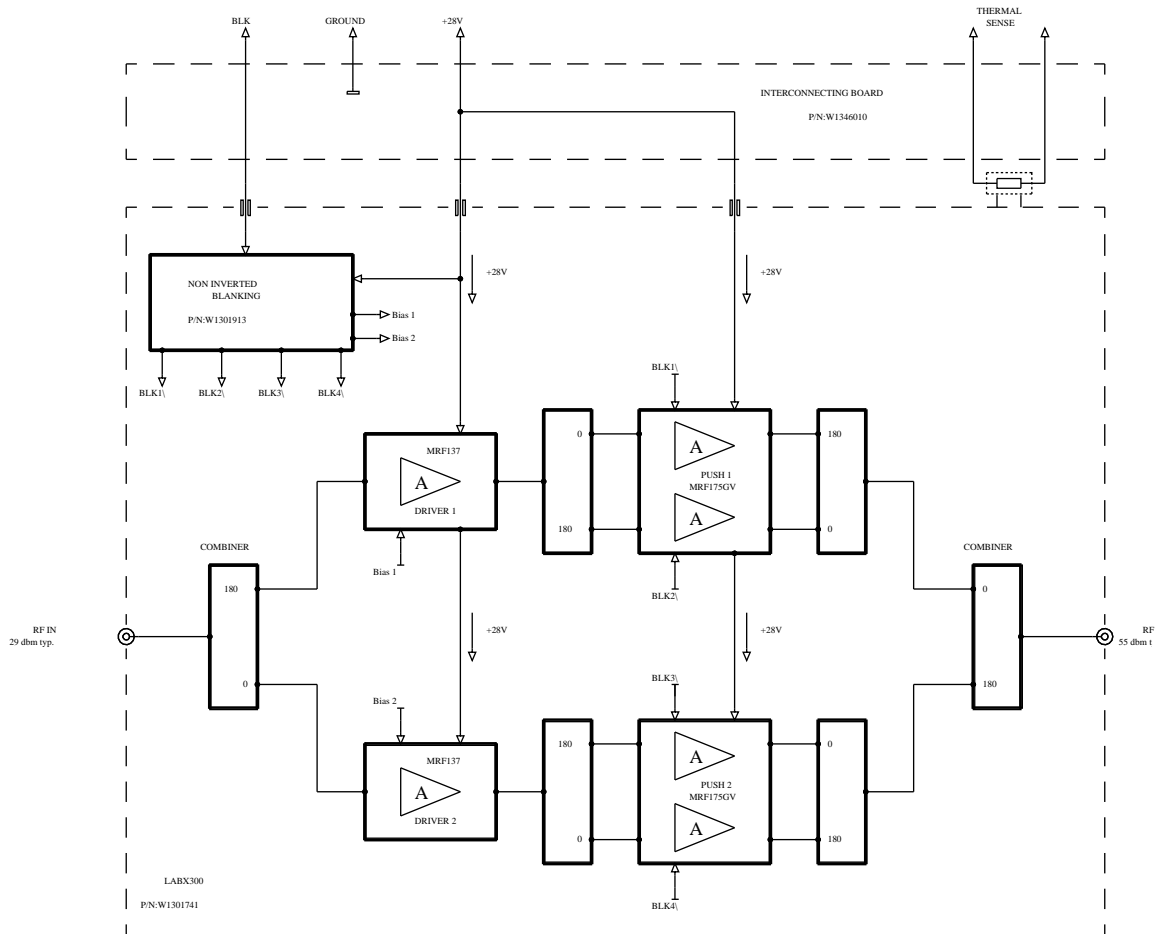 BLK
GROUND
+28V
THERMAL
SENSE
INTERCONNECTING BOARD
P/N:W1346010
NON INVERTED
BLANKING
P/N:W1301913
+28V
+28V
Bias 1
Bias 2
BLK1\
BLK2\
BLK3\
BLK4\
BLK1\
MRF137
A
DRIVER 1
0
180
A
PUSH 1
MRF175GV
A
180
0
COMBINER
COMBINER
Bias 1
BLK2\
180
0
0
180
RF IN
29 dbm typ.
RF
55 dbm t
+28V
+28V
Bias 2
BLK3\
MRF137
A
DRIVER 2
180
0
A
PUSH 2
MRF175GV
A
0
180
BLK4\
LABX300
P/N:W1301741